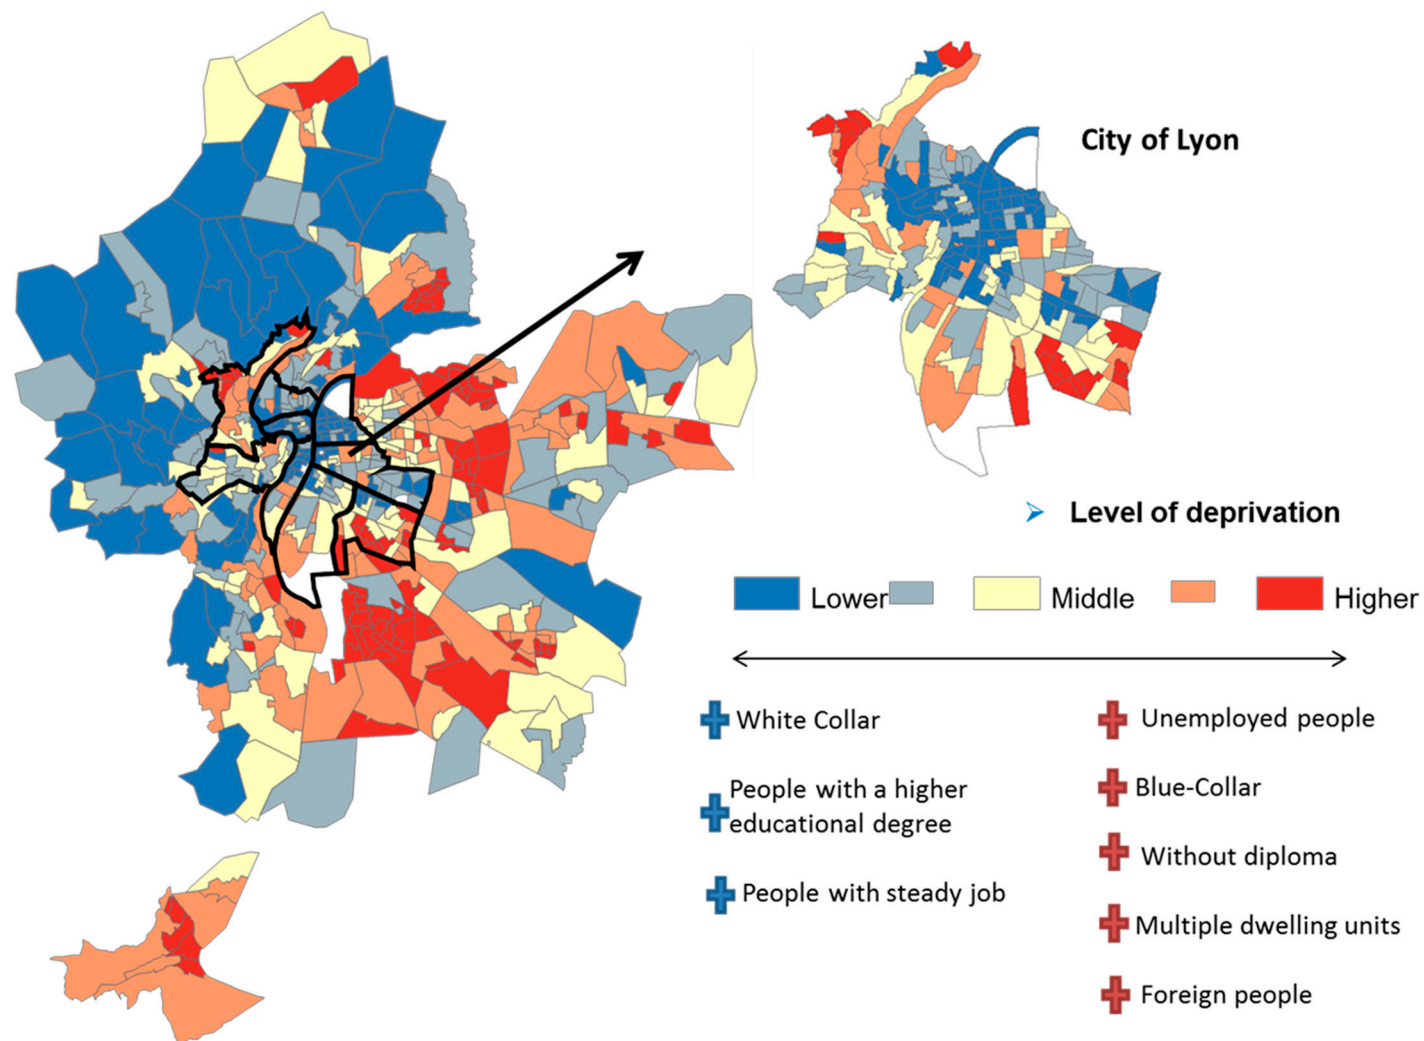 City of Lyon
Level of deprivation
Lower
Middle
Higher
White Collar
People with a higher
educational degree
People with steady job
Unemployed people
Blue-Collar
Without diploma
Multiple dwelling units
Foreign people